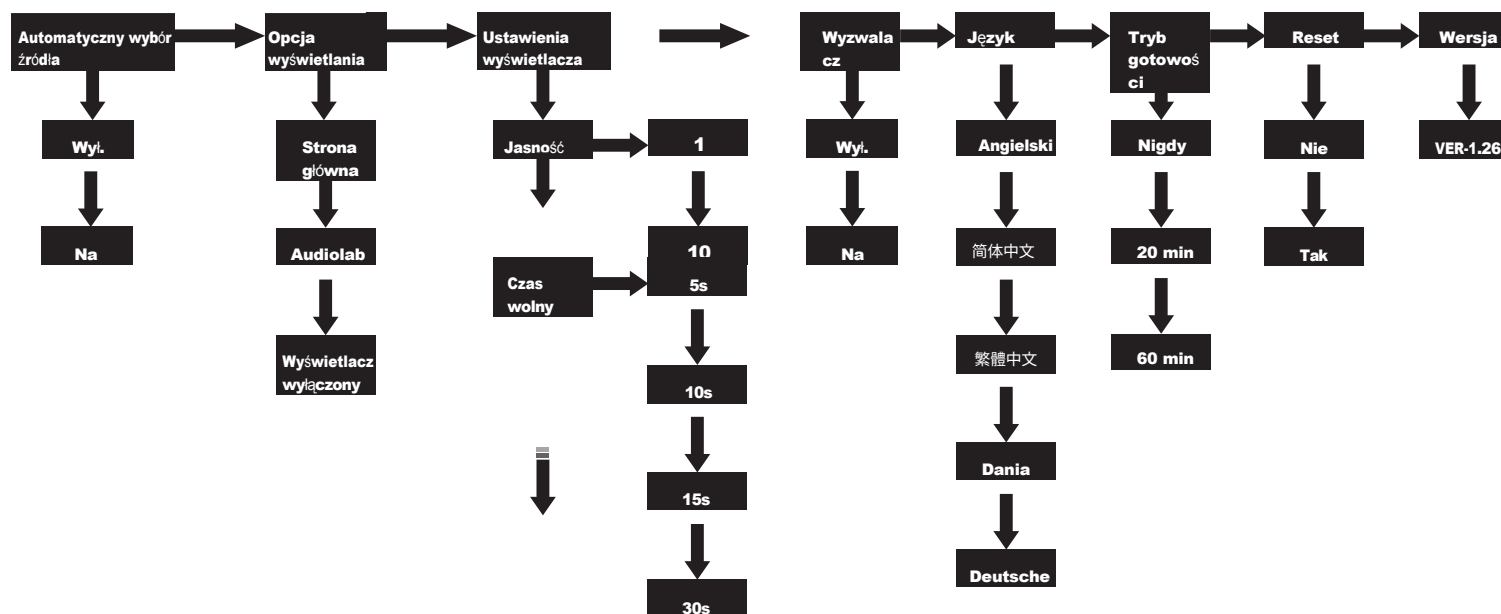 Automatyczny wybór
źródła
Opcja
wyświetlania
Ustawienia
wyświetlacza
Wyzwala
cz
Język
Tryb
gotowoś
ci
Reset
Wersja
Wył.
Strona
główna
Jasność
1
Wył.
Angielski
Nigdy
Nie
VER-1.26
Na
Audiolab
10
Na
简体中文
20 min
Tak
Czas
wolny
5s
Wyświetlacz
wyłączony
繁體中文
60 min
10s
Dania
15s
Deutsche
30s